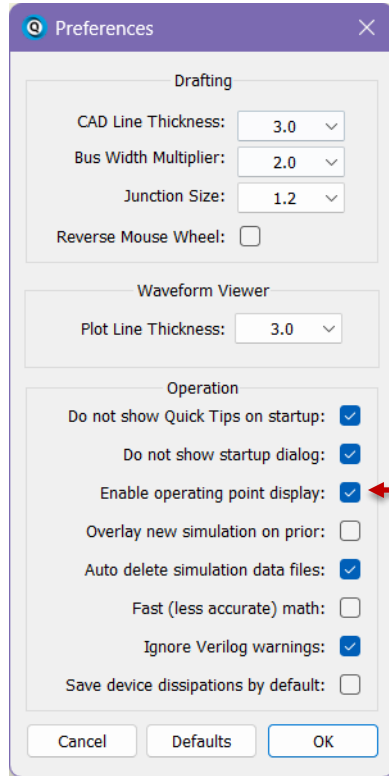 Q Preferences
Drafting
CAD Line Thickness: 3.0
Bus Width Multiplier: 2.0
Junction Size: 1.2
Reverse Mouse Wheel:
Waveform Viewer
Plot Line Thickness: 3.0
Operation
Do not show Quick Tips on startup:
Do not show startup dialog:
Enable operating point display:
Overlay new simulation on prior:
Auto delete simulation data files:
Fast (less accurate) math:
Ignore Verilog warnings:
Save device dissipations by default:
Cancel Defaults OK